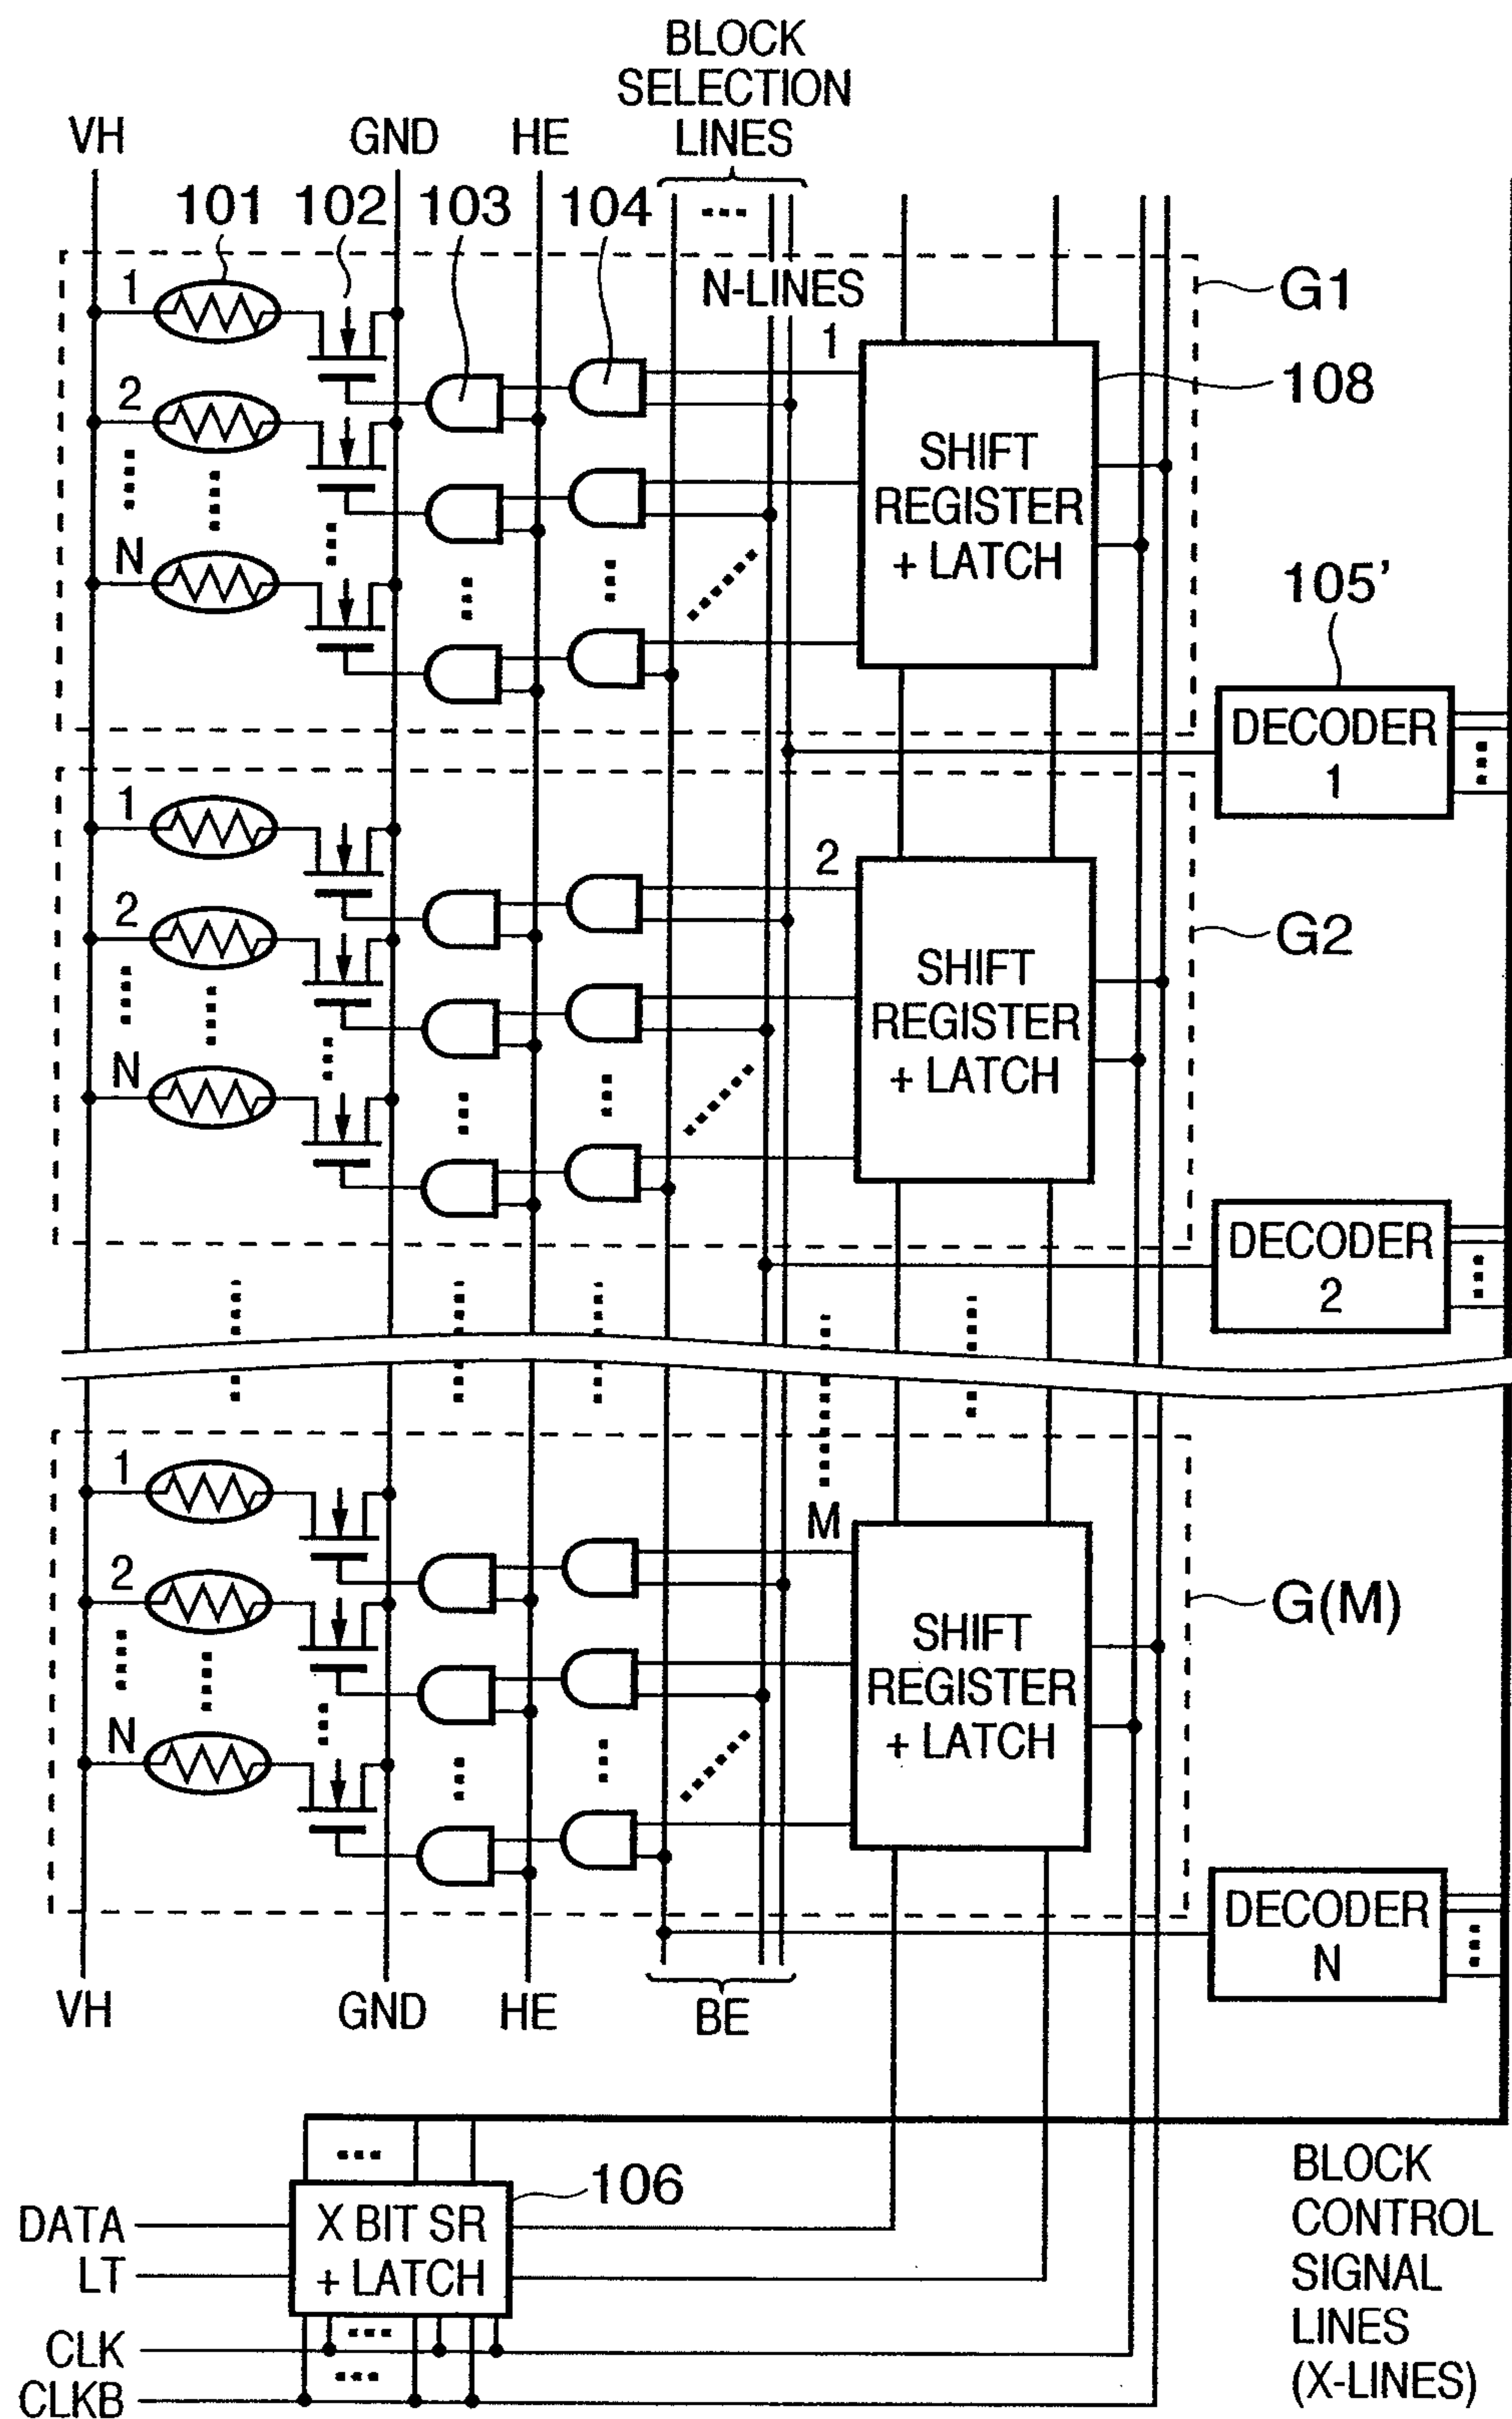 BLOCK
SELECTION
LINES
VH
GND
HE
101
102
103
104
N-LINES
G1
1
1
108
2
SHIFT
REGISTER
+ LATCH
N
105'
DECODER
1
1
2
2
G2
SHIFT
REGISTER
+ LATCH
N
DECODER
2
1
M
2
G(M)
SHIFT
REGISTER
+ LATCH
N
DECODER
N
VH
GND
HE
BE
106
DATA
X BIT SR
LT
+ LATCH
CLK
CLKB
BLOCK
CONTROL
SIGNAL
LINES
(X-LINES)